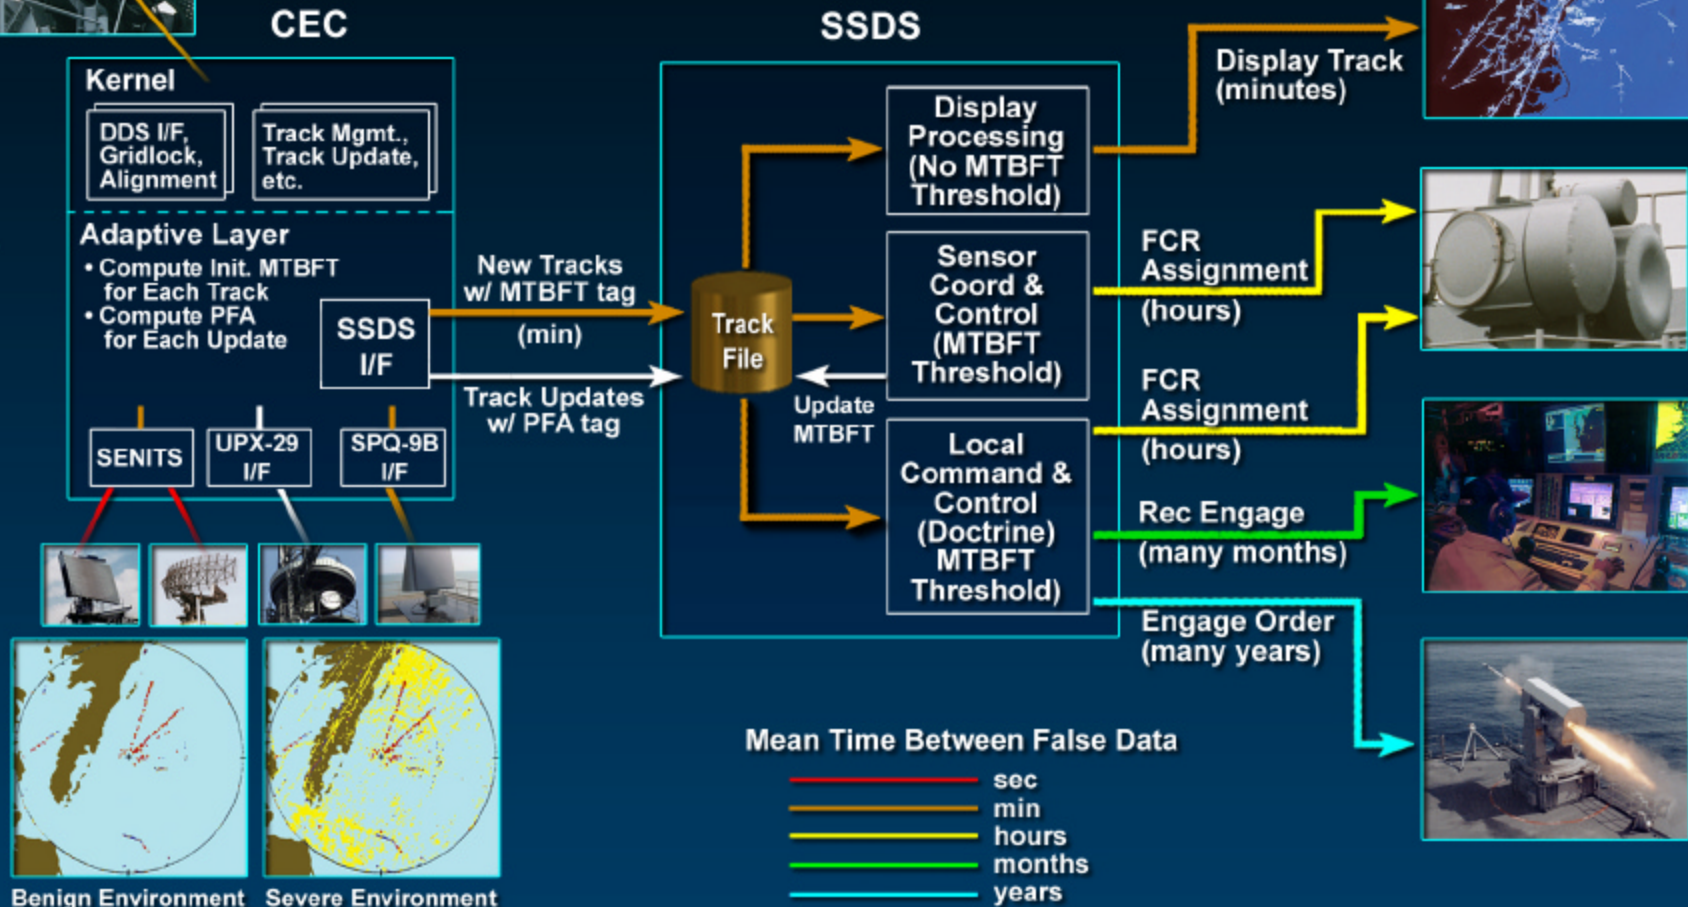 CEC
Kernel
DDS I/F,
Gridlock,
Alignment
Track Mgmt.,
Track Update,
etc.
Adaptive Layer
• Compute Init. MTBFT
for Each Track
• Compute PFA
for Each Update
SSDS
I/F
SENITS
UPX-29
I/F
SPQ-9B
I/F
Benign Environment
Severe Environment
New Tracks
w/ MTBFT tag
(min)
Track Updates
w/ PFA tag
SSDS
Track
File
Display
Processing
(No MTBFT
Threshold)
Sensor
Coord &
Control
(MTBFT
Threshold)
Update
MTBFT
Local
Command &
Control
(Doctrine)
MTBFT
Threshold)
Display Track
(minutes)
FCR
Assignment
(hours)
FCR
Assignment
(hours)
Rec Engage
(many months)
Engage Order
(many years)
Mean Time Between False Data
sec
min
hours
months
years